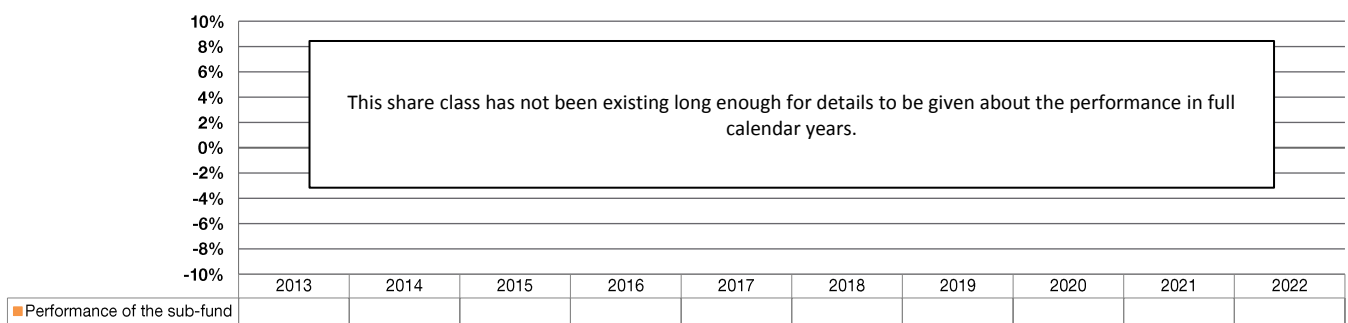 10%
8%
6%
4%
2%
0%
-2%
-4%
-6%
-8%
-10%
This share class has not been existing long enough for details to be given about the performance in full
calendar years.
2013 2014 2015 2016 2017 2018 2019 2020 2021 2022
Performance of the sub-fund